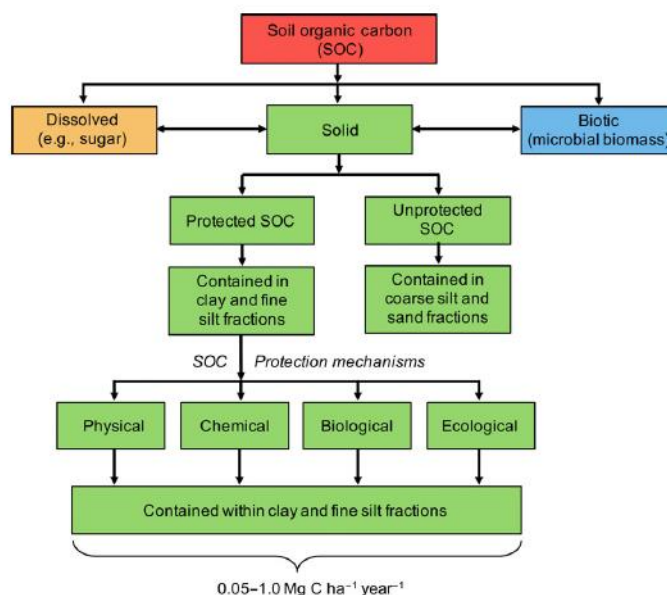 Soil organic carbon
(SOC)
Dissolved
(e.g., sugar)
Solid
Biotic
(microbial biomass)
Protected SOC
Unprotected
SOC
Contained in
clay and fine
silt fractions
Contained in
coarse silt and
sand fractions
SOC Protection mechanisms
Physical
Chemical
Biological
Ecological
Contained within clay and fine silt fractions
0.05–1.0 Mg C ha⁻¹ year⁻¹